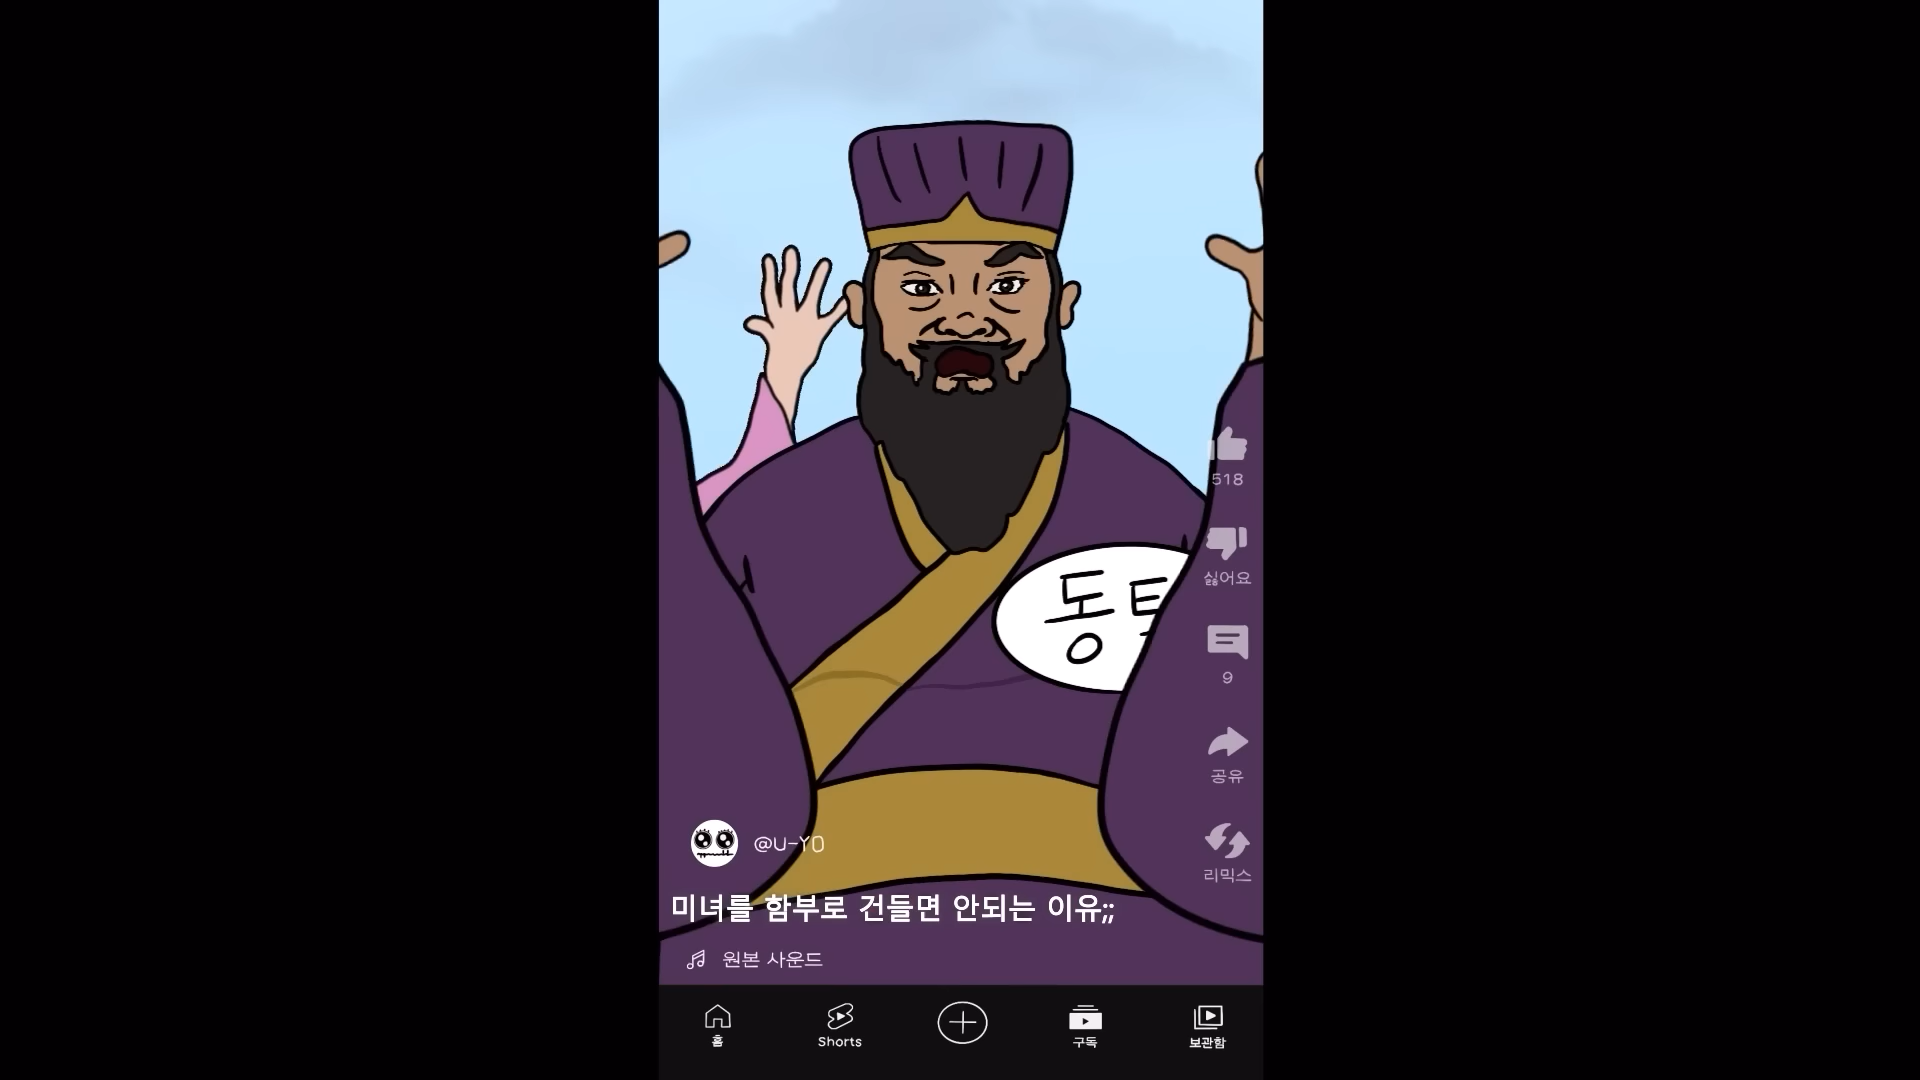 동
518
싫어요
9
공유
리믹스
@U-YO
미녀를 함부로 건들면 안되는 이유;;
원본 사운드
홈
Shorts
구독
보관함